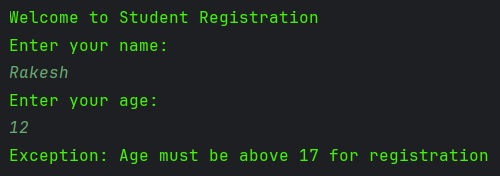 Welcome to Student Registration
Enter your name:
Rakesh
Enter your age:
12
Exception: Age must be above 17 for registration